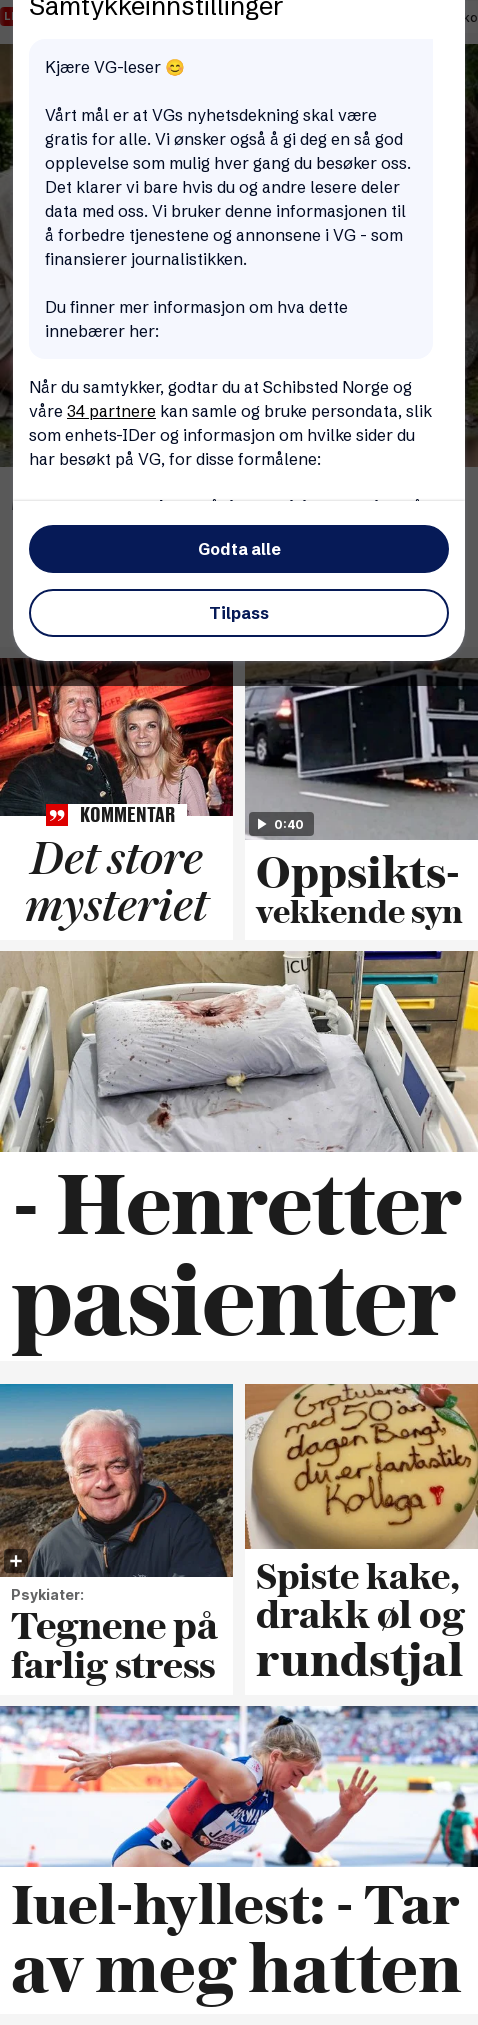 Samtykkeinnstillinger
Kjære VG-leser 😊
Vårt mål er at VGs nyhetsdekning skal være
gratis for alle. Vi ønsker også å gi deg en så god
opplevelse som mulig hver gang du besøker oss.
Det klarer vi bare hvis du og andre lesere deler
data med oss. Vi bruker denne informasjonen til
å forbedre tjenestene og annonsene i VG - som
finansierer journalistikken.
Du finner mer informasjon om hva dette
innebærer her:
Når du samtykker, godtar du at Schibsted Norge og
våre 34 partnere kan samle og bruke persondata, slik
som enhets-IDer og informasjon om hvilke sider du
har besøkt på VG, for disse formålene:
Godta alle
Tilpass
KOMMENTAR
Det store
mysteriet
0:40
Oppsikts-
vekkende syn
ICU
- Henretter
pasienter
Psykiater:
Tegnene på
farlig stress
Gratulerer
med 50 års
dagen Bengt,
du er fantastisk
Kollega
Spiste kake,
drakk øl og
rundstjal
Iuel-hyllest: - Tar
av meg hatten